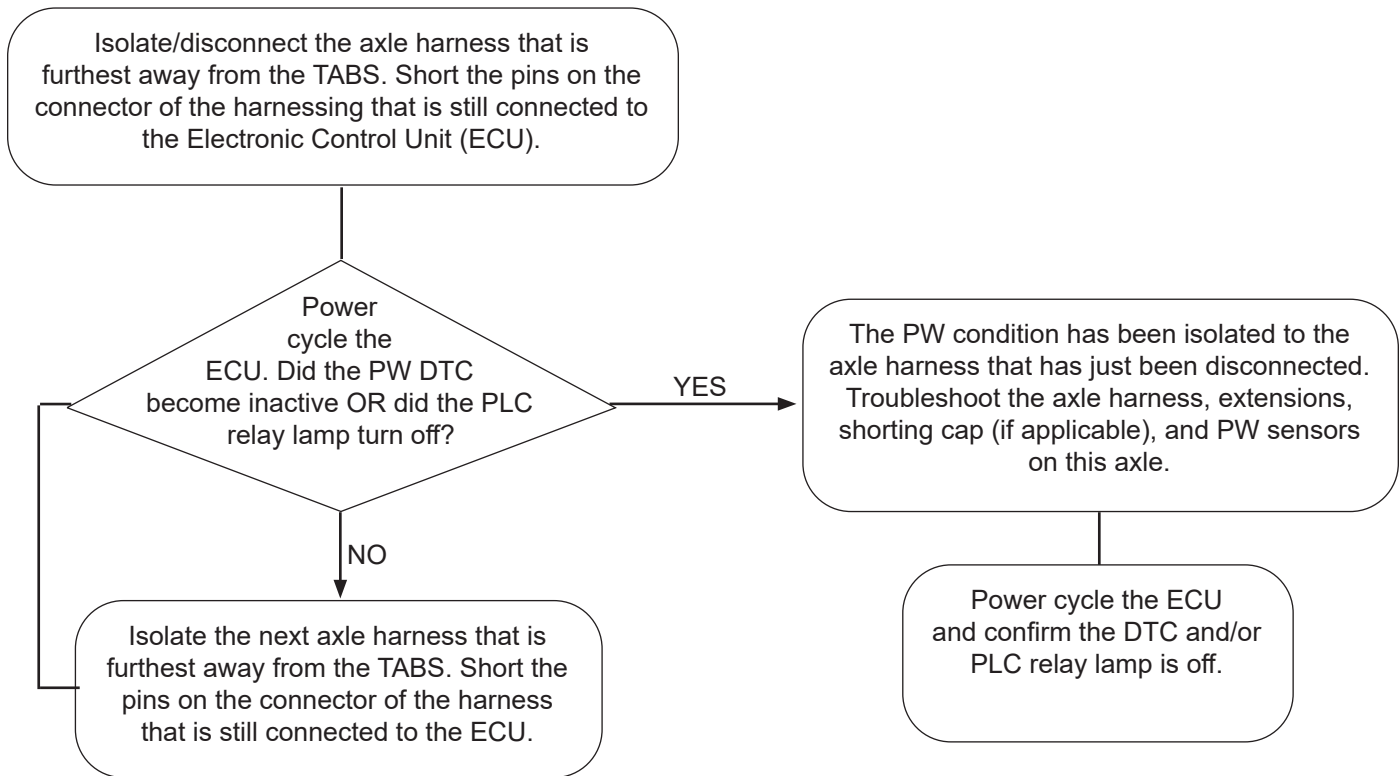 Isolate/disconnect the axle harness that is
furthest away from the TABS. Short the pins on the
connector of the harnessing that is still connected to
the Electronic Control Unit (ECU).
Power
cycle the
ECU. Did the PW DTC
become inactive OR did the PLC
relay lamp turn off?
YES
The PW condition has been isolated to the
axle harness that has just been disconnected.
Troubleshoot the axle harness, extensions,
shorting cap (if applicable), and PW sensors
on this axle.
NO
Isolate the next axle harness that is
furthest away from the TABS. Short the
pins on the connector of the harness
that is still connected to the ECU.
Power cycle the ECU
and confirm the DTC and/or
PLC relay lamp is off.